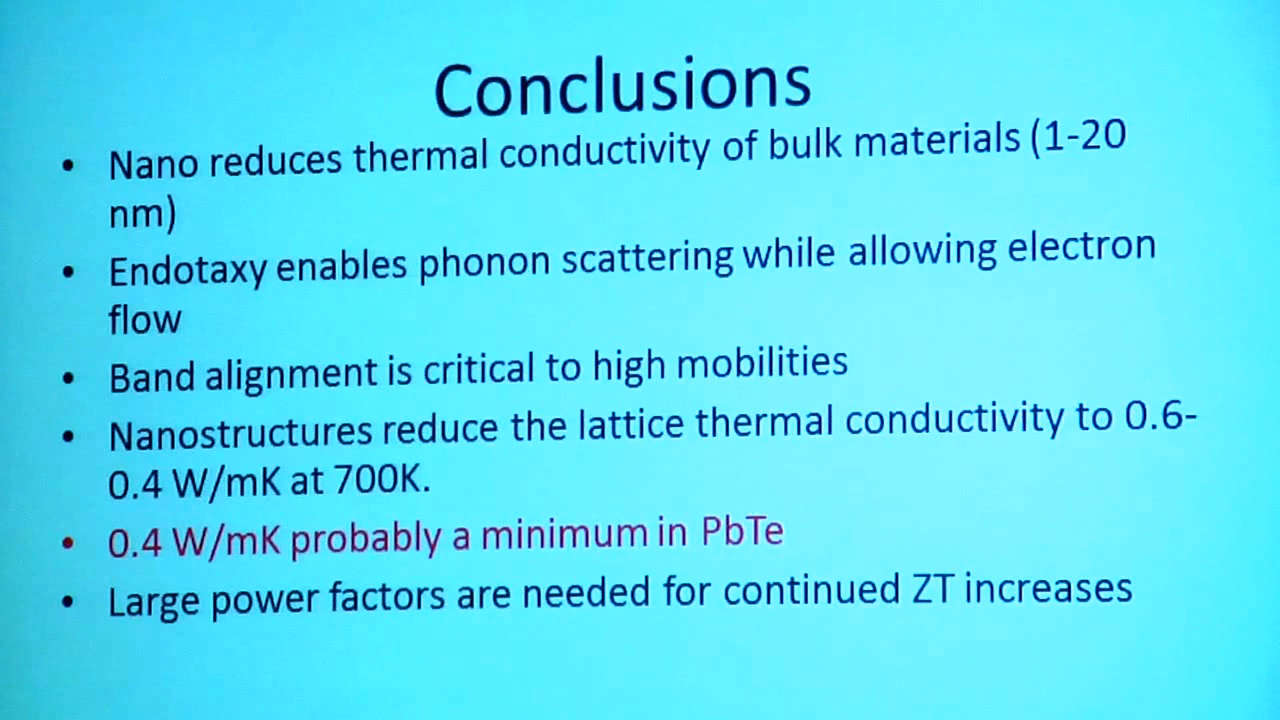 Conclusions
• Nano reduces thermal conductivity of bulk materials (1-20
nm)
• Endotaxy enables phonon scattering while allowing electron
flow
• Band alignment is critical to high mobilities
• Nanostructures reduce the lattice thermal conductivity to 0.6-
0.4 W/mK at 700K.
• 0.4 W/mK probably a minimum in PbTe
• Large power factors are needed for continued ZT increases